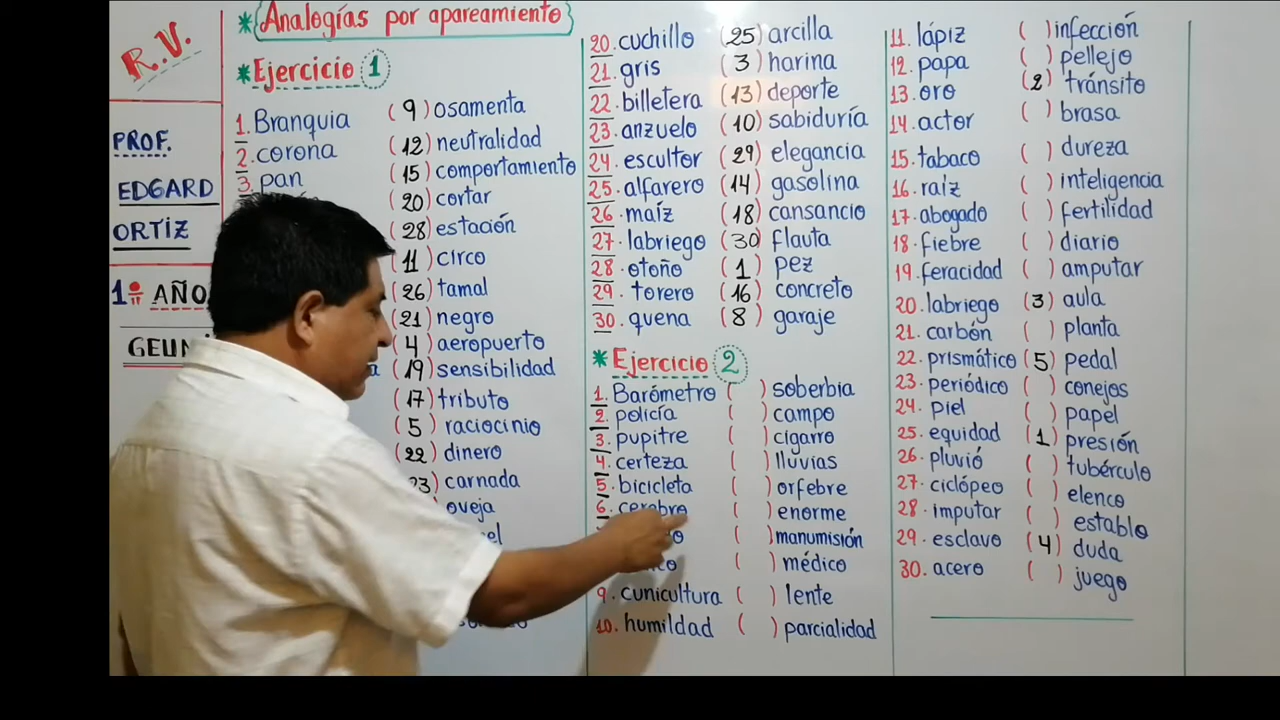 R.V.
PROF.
EDGARD
ORTIZ
1º AÑO
*Analogías por apareamiento
*Ejercicio 1
1. Branquia (9) osamenta
2. corona (12) neutralidad
3. pan (15) comportamiento
(20) cortar
(28) estación
(11) circo
(26) tamal
(21) negro
(4) aeropuerto
(19) sensibilidad
(17) tributo
(5) raciocinio
(22) dinero
23) carnada
oveja
20. cuchillo (25) arcilla
21. gris (3) harina
22. billetera (13) deporte
23. anzuelo (10) sabiduría
24. escultor (29) elegancia
25. alfarero (14) gasolina
26. maíz (18) cansancio
27. labriego (30) flauta
28. otoño (1) pez
29. torero (16) concreto
30. quena (8) garaje
*Ejercicio 2
1. Barómetro ( ) soberbia
2. policía ( ) campo
3. pupitre ( ) cigarro
4. certeza ( ) lluvias
5. bicicleta ( ) orfebre
6. cerebro ( ) enorme
( ) manumisión
( ) médico
9. cunicultura ( ) lente
10. humildad ( ) parcialidad
11. lápiz ( ) infección
12. papa ( ) pellejo
13. oro (2) tránsito
14. actor ( ) brasa
15. tabaco ( ) dureza
16. raíz ( ) inteligencia
17. abogado ( ) fertilidad
18. fiebre ( ) diario
19. feracidad ( ) amputar
20. labriego (3) aula
21. carbón ( ) planta
22. prismático (5) pedal
23. periódico ( ) conejos
24. piel ( ) papel
25. equidad (1) presión
26. pluvió ( ) tubérculo
27. ciclópeo ( ) elenco
28. imputar ( ) establo
29. esclavo (4) duda
30. acero ( ) juego